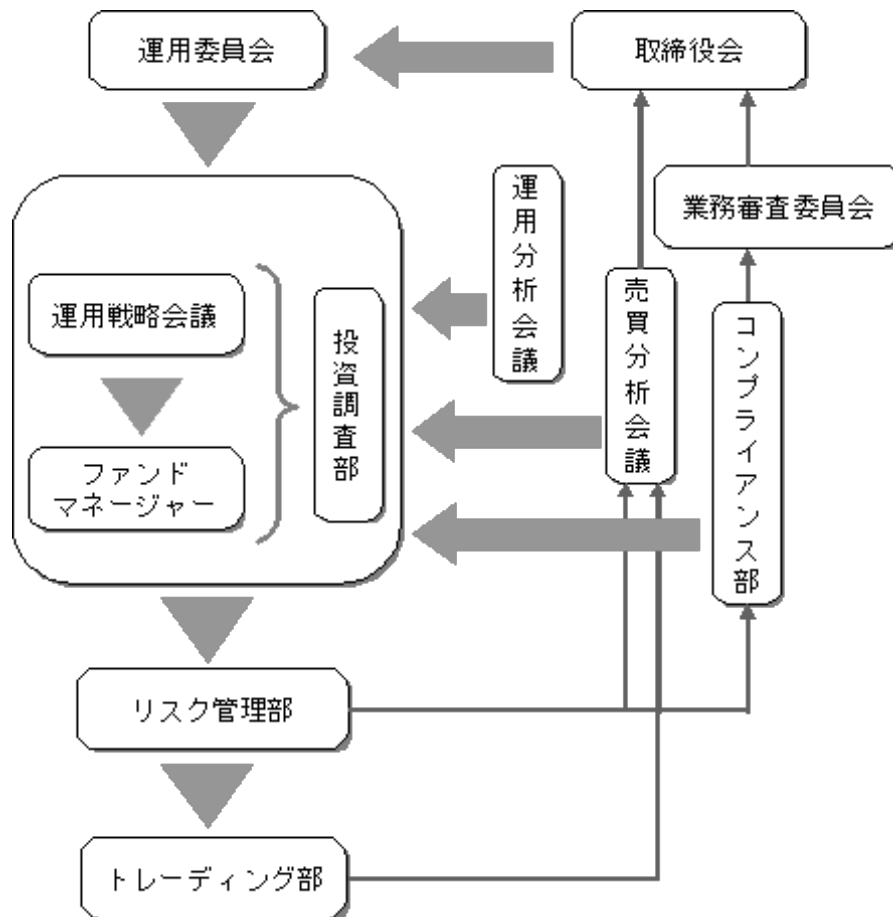 運用委員会
取締役会
運用分析会議
業務審査委員会
運用戦略会議
投資調査部
売買分析会議
コンプライアンス部
ファンド
マネージャー
リスク管理部
トレーディング部